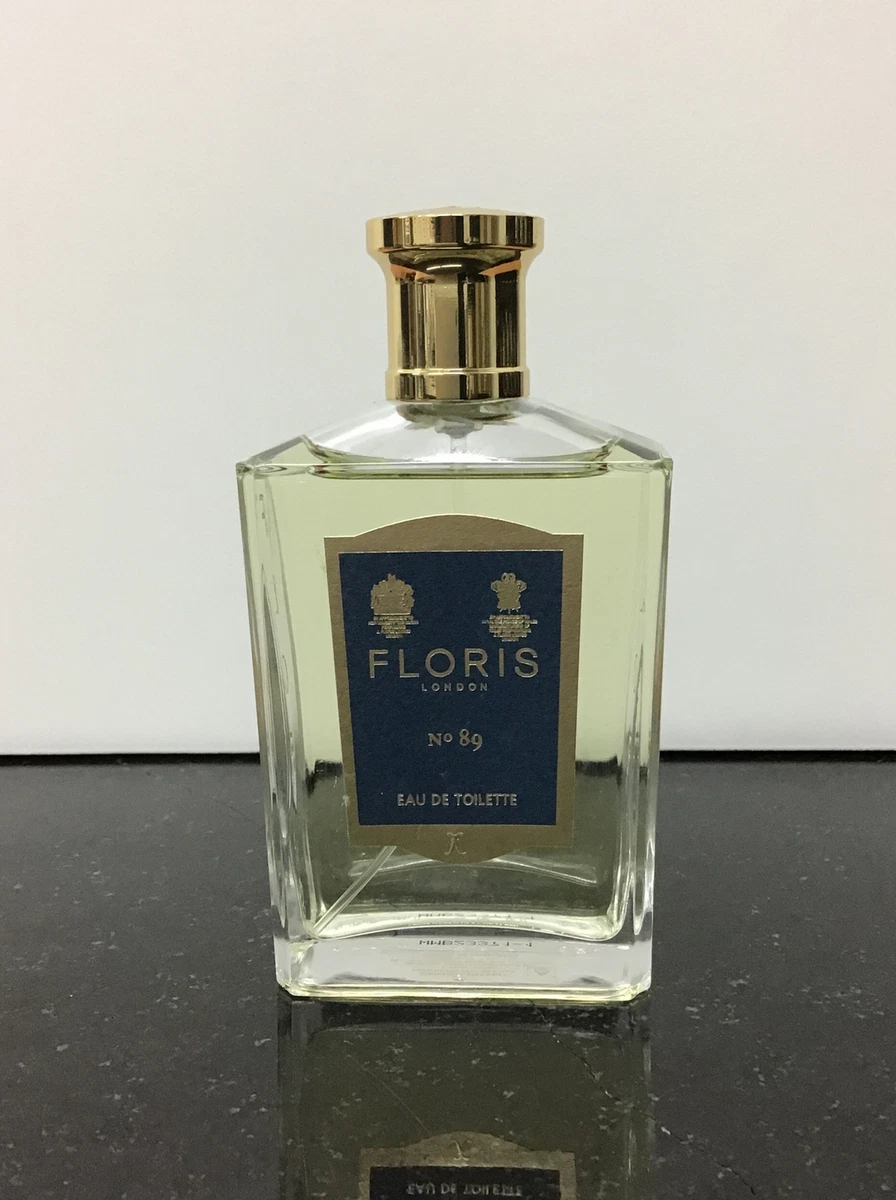 FLORIS
LONDON
Nº 89
EAU DE TOILETTE